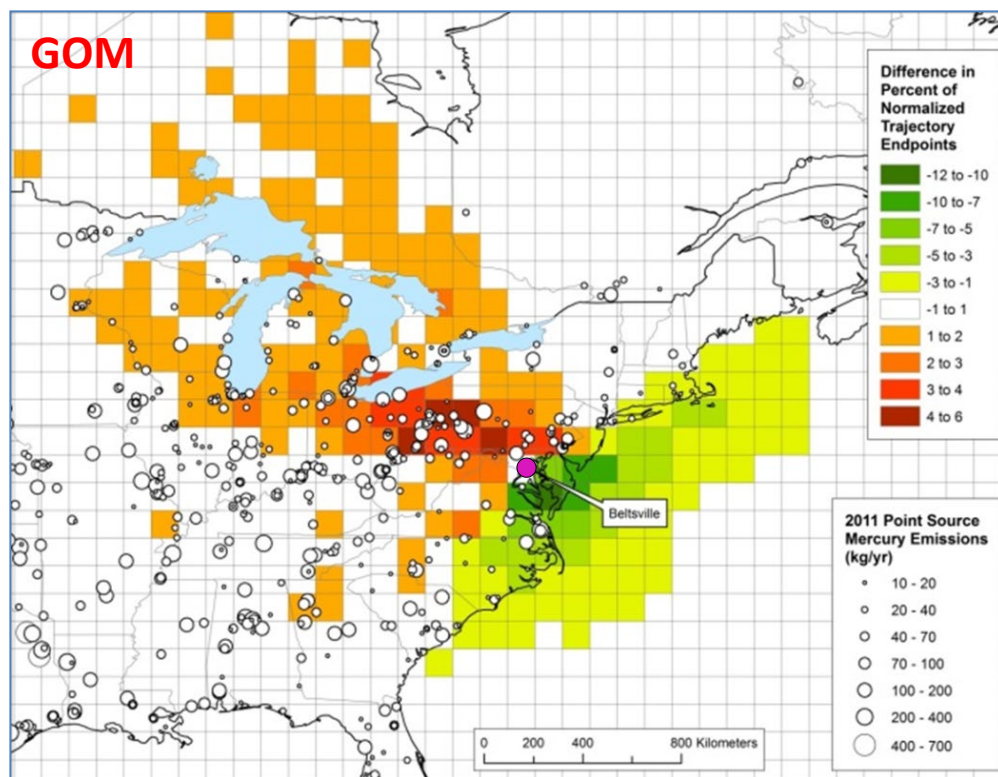 GOM
Difference in
Percent of
Normalized
Trajectory
Endpoints
-12 to -10
-10 to -7
-7 to -5
-5 to -3
-3 to -1
-1 to 1
1 to 2
2 to 3
3 to 4
4 to 6
Beltsville
2011 Point Source
Mercury Emissions
(kg/yr)
10 - 20
20 - 40
40 - 70
70 - 100
100 - 200
200 - 400
400 - 700
0 200 400 800 Kilometers